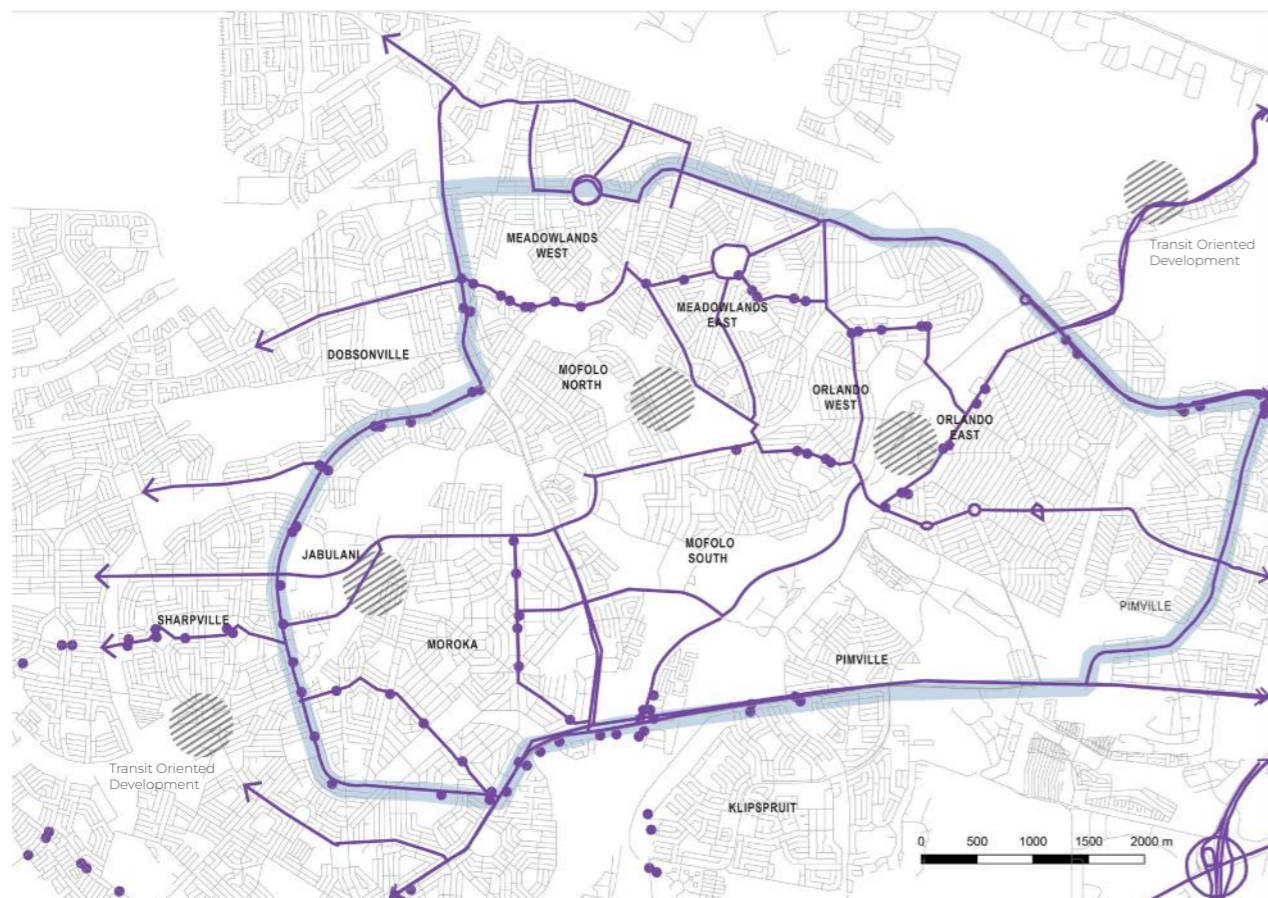 MEADOWLANDS
WEST
Transit Oriented
Development
MEADOWLANDS
EAST
DOBSONVILLE
MOFOLO
NORTH
ORLANDO
WEST
ORLANDO
EAST
JABULANI
MOFOLO
SOUTH
SHARPVILLE
PIMVILLE
MOROKA
PIMVILLE
Transit Oriented
Development
KLIPSPRUIT
0 500 1000 1500 2000 m